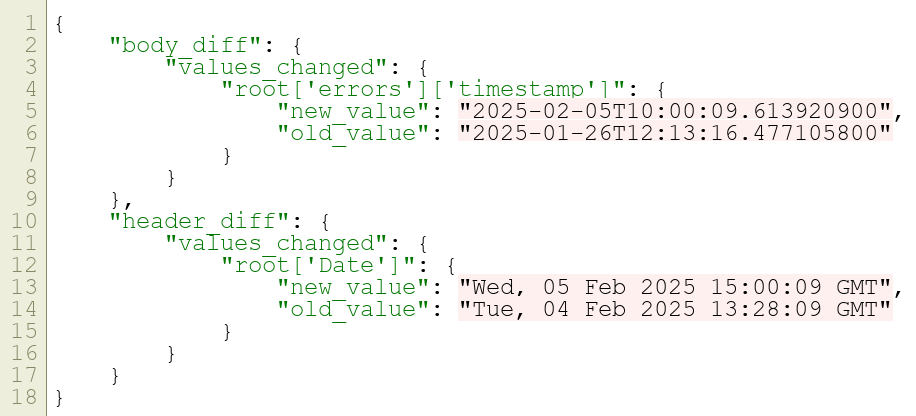 1 {
2     "body_diff": {
3         "values_changed": {
4             "root['errors']['timestamp']": {
5                 "new_value": "2025-02-05T10:00:09.613920900",
6                 "old_value": "2025-01-26T12:13:16.477105800"
7             }
8         }
9     },
10     "header_diff": {
11         "values_changed": {
12             "root['Date']": {
13                 "new_value": "Wed, 05 Feb 2025 15:00:09 GMT",
14                 "old_value": "Tue, 04 Feb 2025 13:28:09 GMT"
15             }
16         }
17     }
18 }